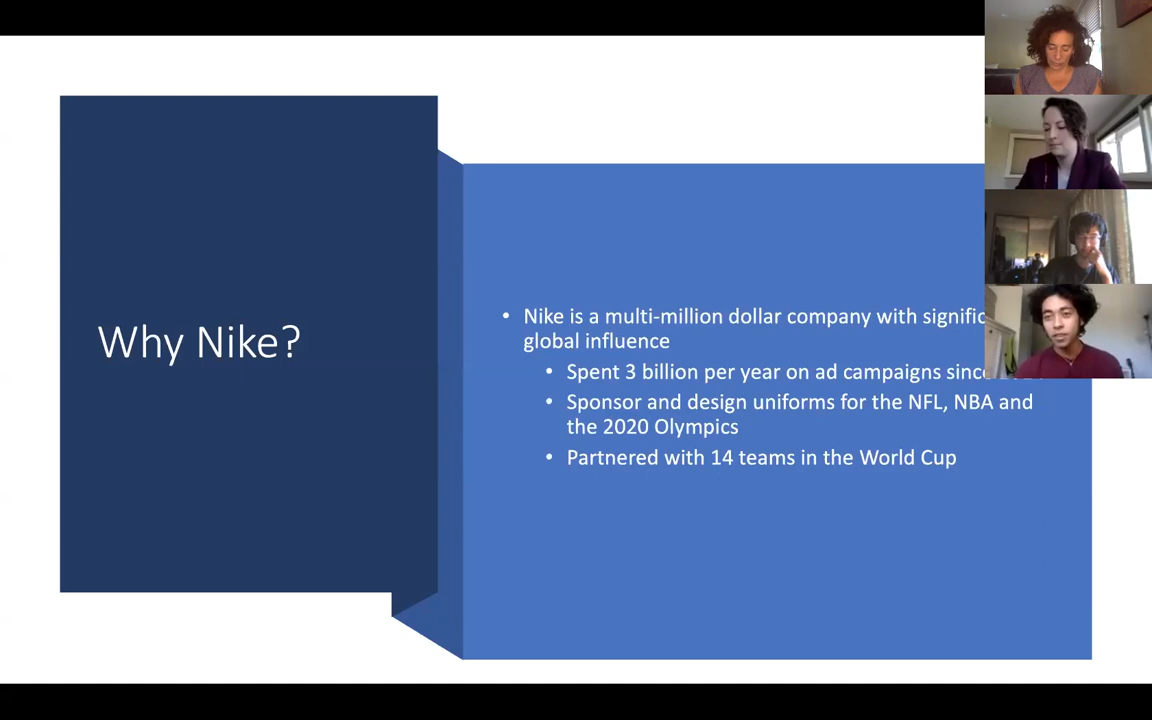 Why Nike?
• Nike is a multi-million dollar company with
global influence
• Spent 3 billion per year on ad campaigns
• Sponsor and design uniforms for the NFL, NBA and
the 2020 Olympics
• Partnered with 14 teams in the World Cup